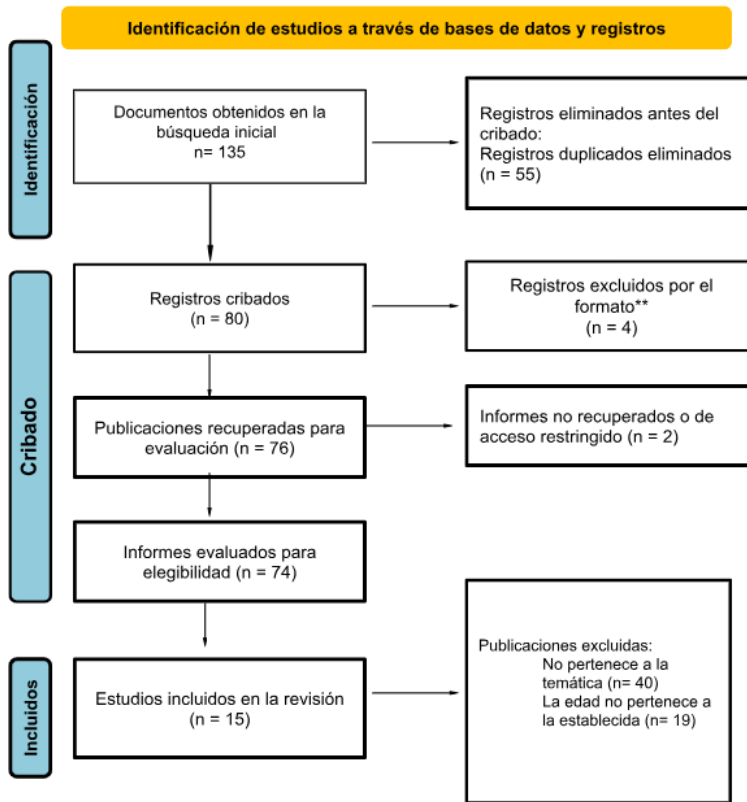 Identificación de estudios a través de bases de datos y registros
Identificación
Documentos obtenidos en la
búsqueda inicial
n= 135
Registros eliminados antes del
cribado:
Registros duplicados eliminados
(n = 55)
Cribado
Registros cribados
(n = 80)
Registros excluidos por el
formato**
(n = 4)
Publicaciones recuperadas para
evaluación (n = 76)
Informes no recuperados o de
acceso restringido (n = 2)
Informes evaluados para
elegibilidad (n = 74)
Incluidos
Estudios incluidos en la revisión
(n = 15)
Publicaciones excluidas:
No pertenece a la
temática (n= 40)
La edad no pertenece a
la establecida (n= 19)